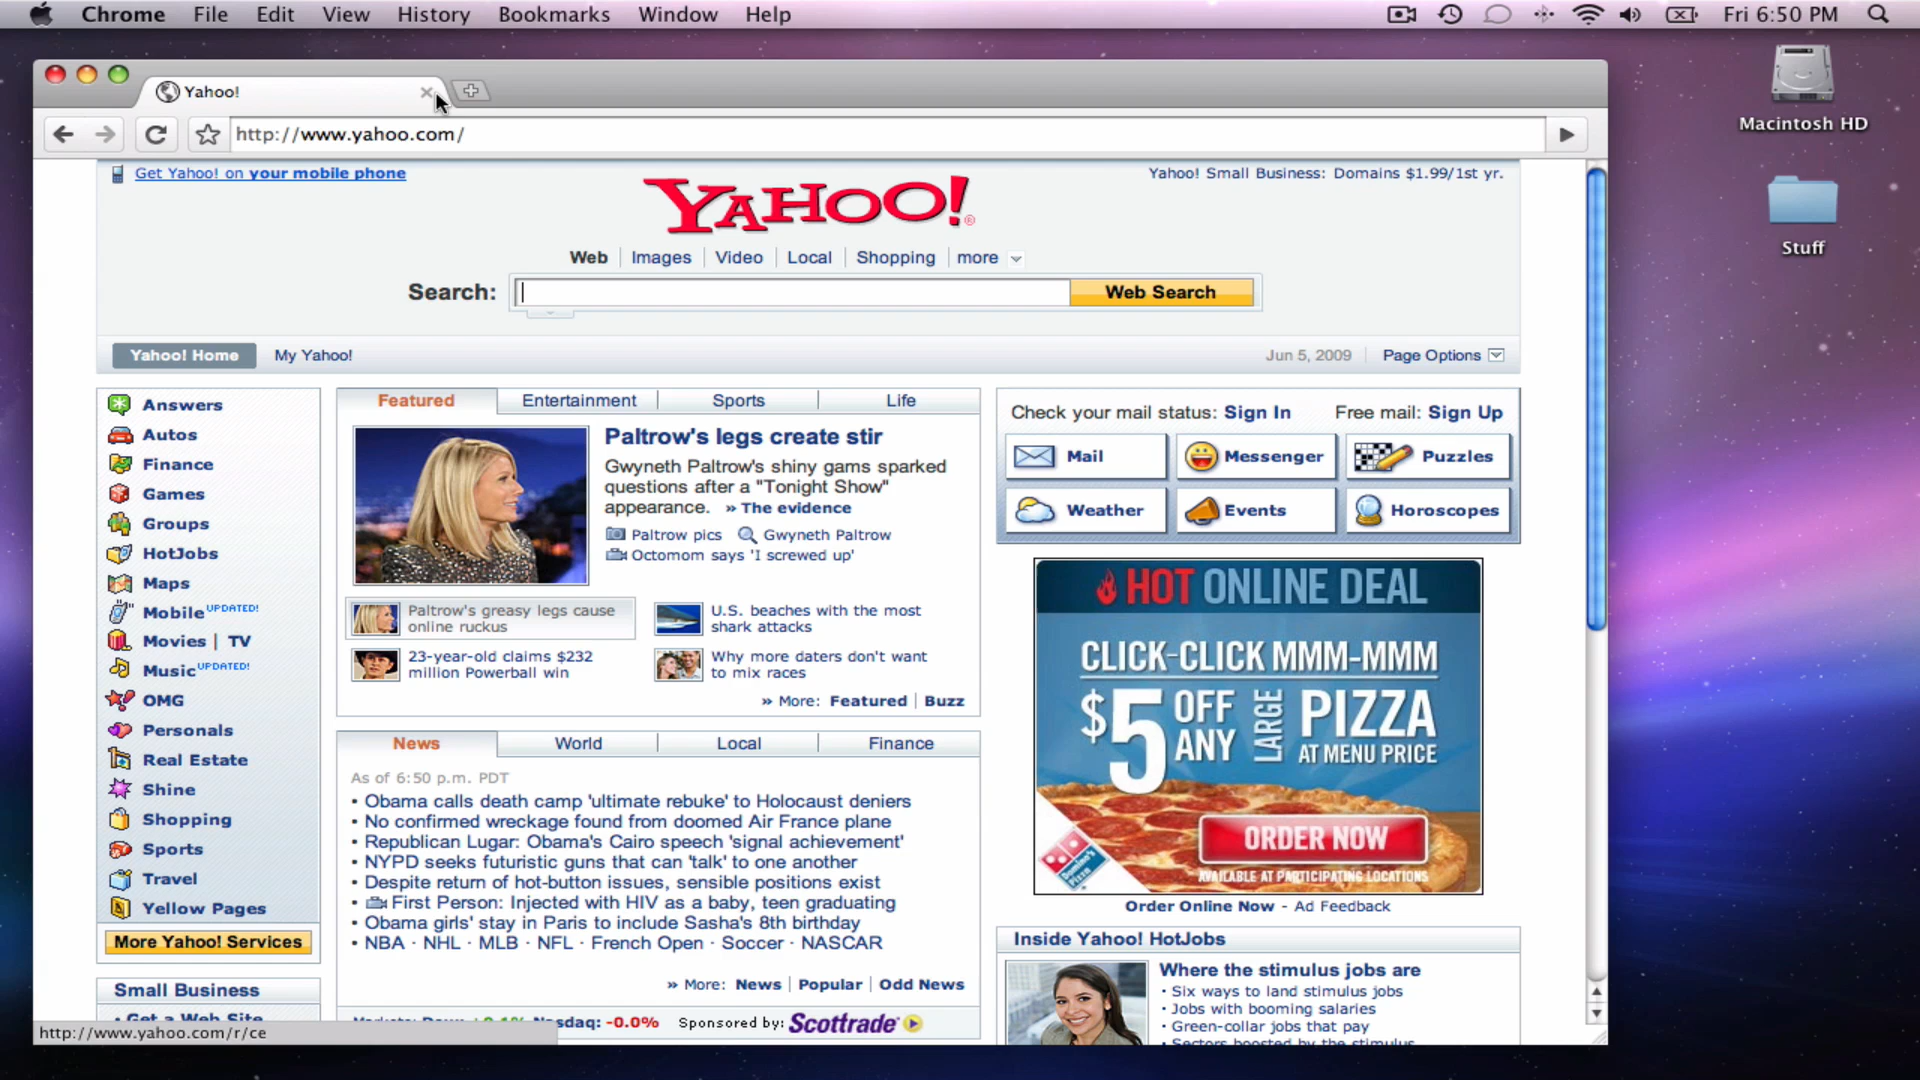 Chrome File Edit View History Bookmarks Window Help
Fri 6:50 PM
Macintosh HD
Stuff
Yahoo!
http://www.yahoo.com/
Get Yahoo! on your mobile phone
Yahoo! Small Business: Domains $1.99/1st yr.
YAHOO!®
Web | Images | Video | Local | Shopping | more
Search:
Web Search
Yahoo! Home My Yahoo!
Jun 5, 2009 | Page Options
Answers
Autos
Finance
Games
Groups
HotJobs
Maps
Mobile UPDATED!
Movies | TV
Music UPDATED!
OMG
Personals
Real Estate
Shine
Shopping
Sports
Travel
Yellow Pages
More Yahoo! Services
Small Business
• Get a Web Site
Featured Entertainment Sports Life
Paltrow's legs create stir
Gwyneth Paltrow's shiny gams sparked
questions after a "Tonight Show"
appearance. » The evidence
Paltrow pics Gwyneth Paltrow
Octomom says 'I screwed up'
Paltrow's greasy legs cause
online ruckus
U.S. beaches with the most
shark attacks
23-year-old claims $232
million Powerball win
Why more daters don't want
to mix races
» More: Featured | Buzz
News World Local Finance
As of 6:50 p.m. PDT
• Obama calls death camp 'ultimate rebuke' to Holocaust deniers
• No confirmed wreckage found from doomed Air France plane
• Republican Lugar: Obama's Cairo speech 'signal achievement'
• NYPD seeks futuristic guns that can 'talk' to one another
• Despite return of hot-button issues, sensible positions exist
• First Person: Injected with HIV as a baby, teen graduating
• Obama girls' stay in Paris to include Sasha's 8th birthday
• NBA · NHL · MLB · NFL · French Open · Soccer · NASCAR
» More: News | Popular | Odd News
Nasdaq: -0.0% Sponsored by: Scottrade
Check your mail status: Sign In Free mail: Sign Up
Mail
Messenger
Puzzles
Weather
Events
Horoscopes
HOT ONLINE DEAL
CLICK-CLICK MMM-MMM
$5 OFF ANY LARGE PIZZA
AT MENU PRICE
ORDER NOW
AVAILABLE AT PARTICIPATING LOCATIONS
Domino's Pizza
Order Online Now - Ad Feedback
Inside Yahoo! HotJobs
Where the stimulus jobs are
• Six ways to land stimulus jobs
• Jobs with booming salaries
• Green-collar jobs that pay
• Sectors boosted by the stimulus
http://www.yahoo.com/r/ce